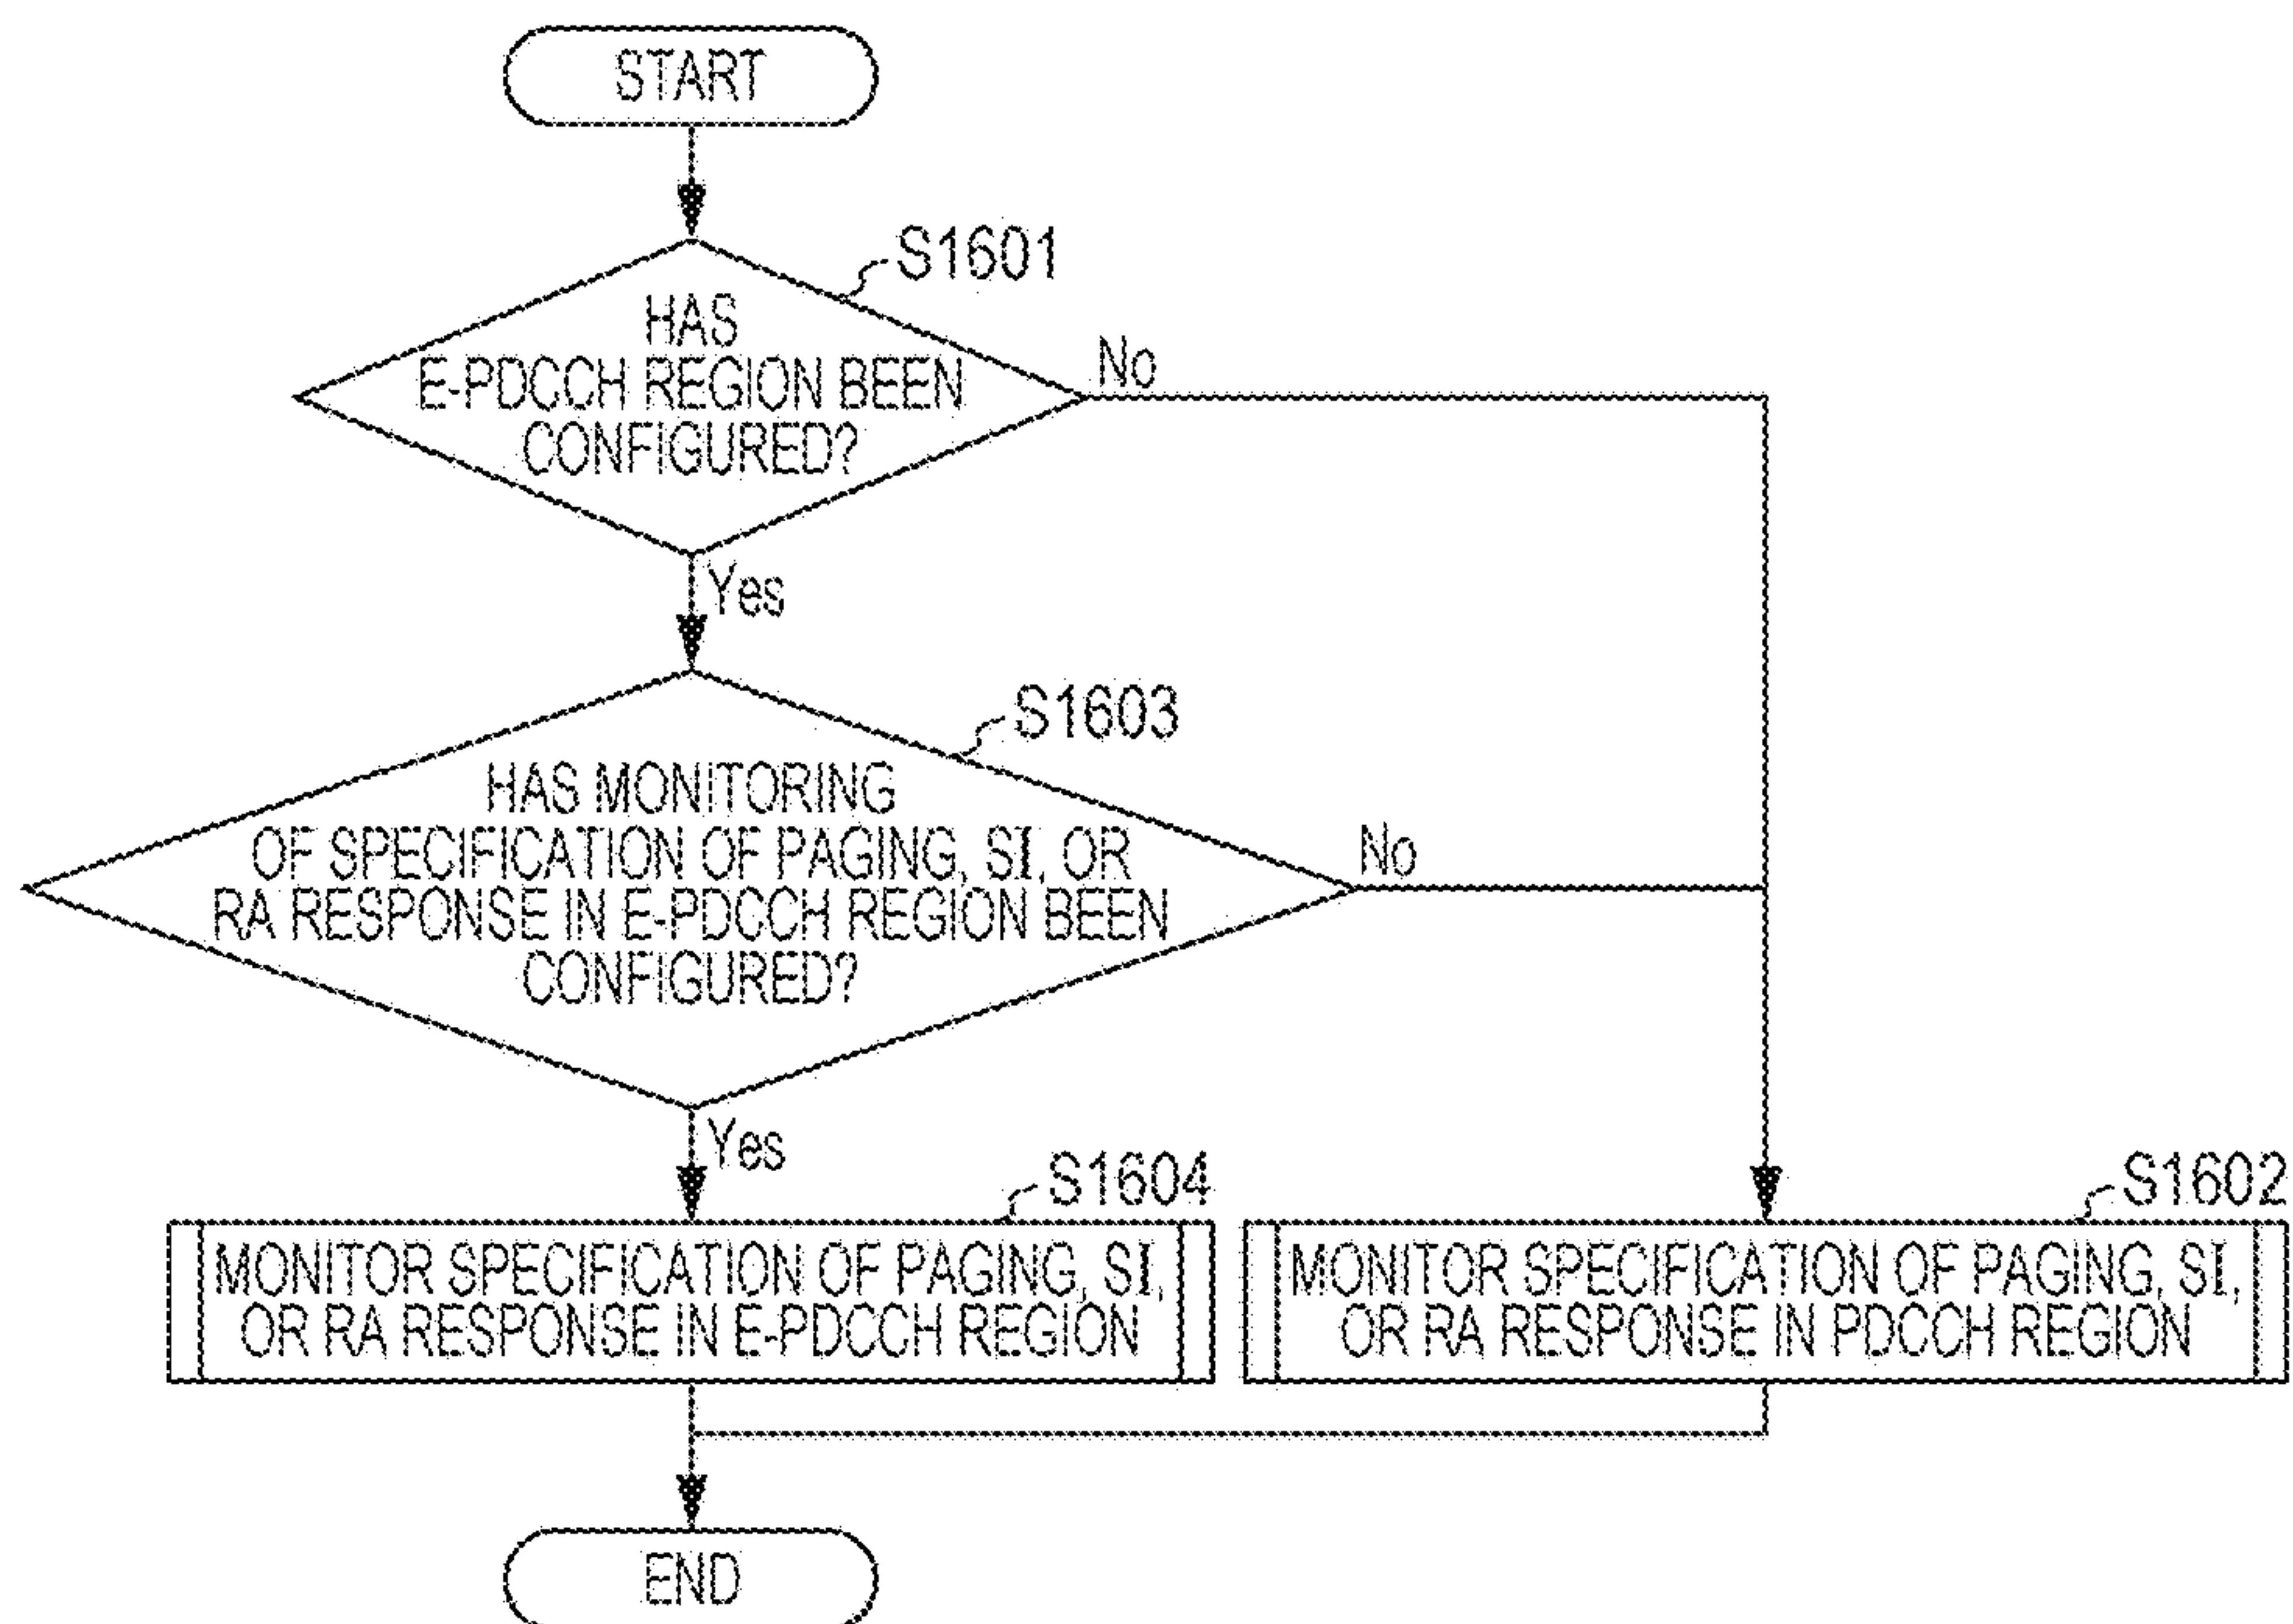 START
S1601
HAS
E-PDCCH REGION BEEN
CONFIGURED?
No
Yes
S1603
HAS MONITORING
OF SPECIFICATION OF PAGING, SI, OR
RA RESPONSE IN E-PDCCH REGION BEEN
CONFIGURED?
No
Yes
S1604
MONITOR SPECIFICATION OF PAGING, SI,
OR RA RESPONSE IN E-PDCCH REGION
S1602
MONITOR SPECIFICATION OF PAGING, SI,
OR RA RESPONSE IN PDCCH REGION
END